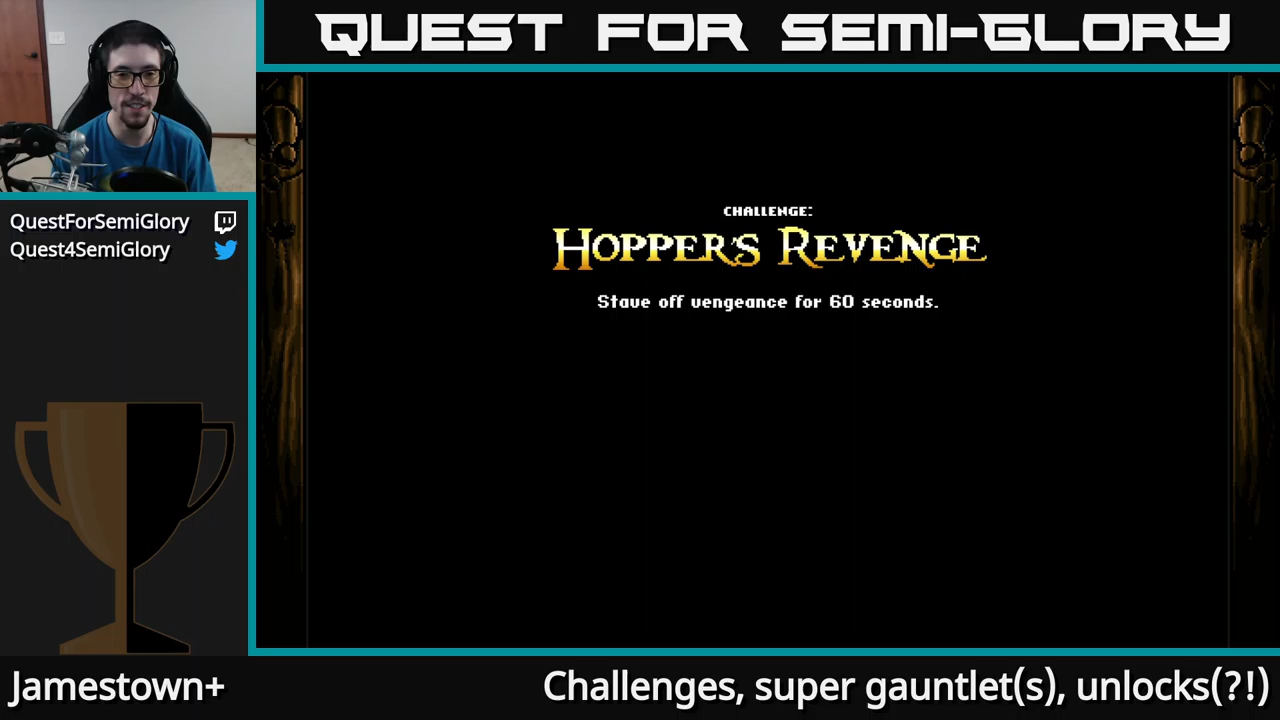 QUEST FOR SEMI-GLORY
QuestForSemiGlory
Quest4SemiGlory
CHALLENGE:
HOPPER'S REVENGE
Stave off vengeance for 60 seconds.
Jamestown+
Challenges, super gauntlet(s), unlocks(?!)